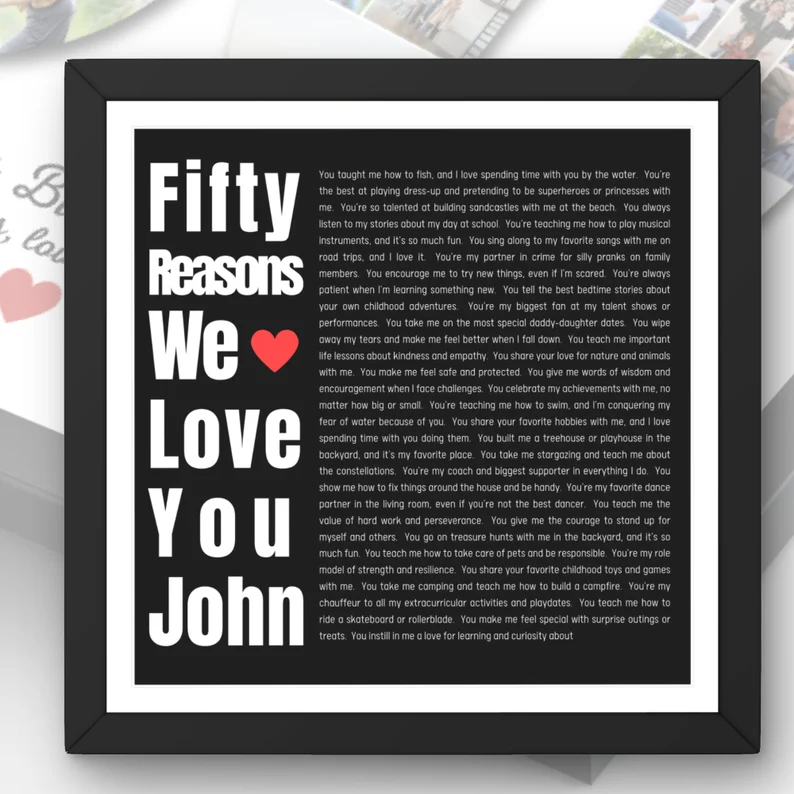 Fifty
Reasons
We
Love
You
John
You taught me how to fish, and I love spending time with you by the water. You're
the best at playing dress-up and pretending to be superheroes or princesses with
me. You're so talented at building sandcastles with me at the beach. You always
listen to my stories about my day at school. You're teaching me how to play musical
instruments, and it's so much fun. You sing along to my favorite songs with me on
road trips, and I love it. You're my partner in crime for silly pranks on family
members. You encourage me to try new things, even if I'm scared. You're always
patient when I'm learning something new. You tell the best bedtime stories about
your own childhood adventures. You're my biggest fan at my talent shows or
performances. You take me on the most special daddy-daughter dates. You wipe
away my tears and make me feel better when I fall down. You teach me important
life lessons about kindness and empathy. You share your love for nature and animals
with me. You make me feel safe and protected. You give me words of wisdom and
encouragement when I face challenges. You celebrate my achievements with me, no
matter how big or small. You're teaching me how to swim, and I'm conquering my
fear of water because of you. You share your favorite hobbies with me, and I love
spending time with you doing them. You built me a treehouse or playhouse in the
backyard, and it's my favorite place. You take me stargazing and teach me about
the constellations. You're my coach and biggest supporter in everything I do. You
show me how to fix things around the house and be handy. You're my favorite dance
partner in the living room, even if you're not the best dancer. You teach me the
value of hard work and perseverance. You give me the courage to stand up for
myself and others. You go on treasure hunts with me in the backyard, and it's so
much fun. You teach me how to take care of pets and be responsible. You're my role
model of strength and resilience. You share your favorite childhood toys and games
with me. You take me camping and teach me how to build a campfire. You're my
chauffeur to all my extracurricular activities and playdates. You teach me how to
ride a skateboard or rollerblade. You make me feel special with surprise outings or
treats. You instill in me a love for learning and curiosity about